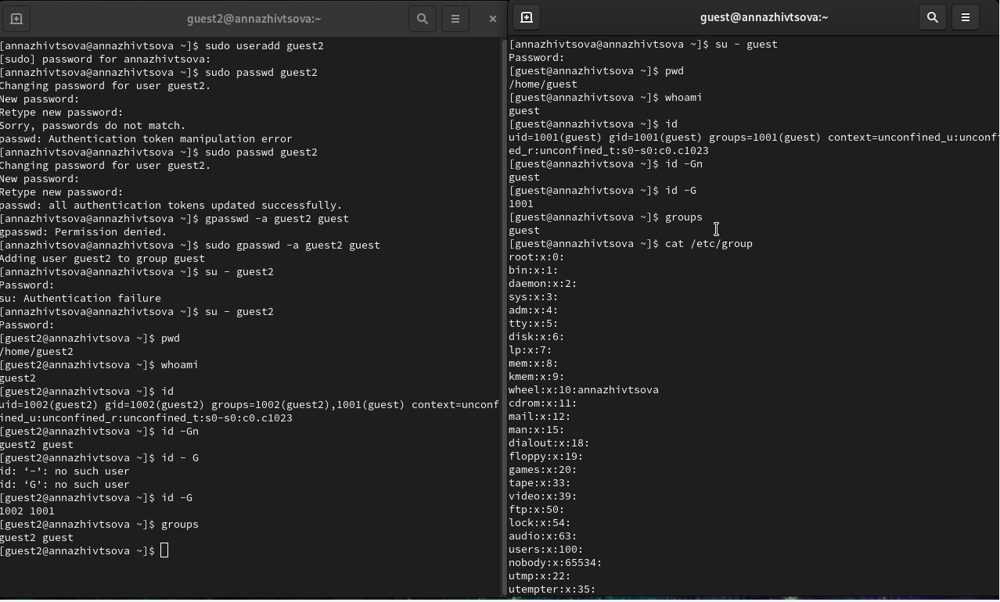 guest2@annazhivtsova:~
[annazhivtsova@annazhivtsova ~]$ sudo useradd guest2
[sudo] password for annazhivtsova:
[annazhivtsova@annazhivtsova ~]$ sudo passwd guest2
Changing password for user guest2.
New password:
Retype new password:
Sorry, passwords do not match.
passwd: Authentication token manipulation error
[annazhivtsova@annazhivtsova ~]$ sudo passwd guest2
Changing password for user guest2.
New password:
Retype new password:
passwd: all authentication tokens updated successfully.
[annazhivtsova@annazhivtsova ~]$ gpasswd -a guest2 guest
gpasswd: Permission denied.
[annazhivtsova@annazhivtsova ~]$ sudo gpasswd -a guest2 guest
Adding user guest2 to group guest
[annazhivtsova@annazhivtsova ~]$ su - guest2
Password:
su: Authentication failure
[annazhivtsova@annazhivtsova ~]$ su - guest2
Password:
[guest2@annazhivtsova ~]$ pwd
/home/guest2
[guest2@annazhivtsova ~]$ whoami
guest2
[guest2@annazhivtsova ~]$ id
uid=1002(guest2) gid=1002(guest2) groups=1002(guest2),1001(guest) context=unconf
ined_u:unconfined_r:unconfined_t:s0-s0:c0.c1023
[guest2@annazhivtsova ~]$ id -Gn
guest2 guest
[guest2@annazhivtsova ~]$ id - G
id: ‘-’: no such user
id: ‘G’: no such user
[guest2@annazhivtsova ~]$ id -G
1002 1001
[guest2@annazhivtsova ~]$ groups
guest2 guest
[guest2@annazhivtsova ~]$
guest@annazhivtsova:~
[annazhivtsova@annazhivtsova ~]$ su - guest
Password:
[guest@annazhivtsova ~]$ pwd
/home/guest
[guest@annazhivtsova ~]$ whoami
guest
[guest@annazhivtsova ~]$ id
uid=1001(guest) gid=1001(guest) groups=1001(guest) context=unconfined_u:unconfin
ed_r:unconfined_t:s0-s0:c0.c1023
[guest@annazhivtsova ~]$ id -Gn
guest
[guest@annazhivtsova ~]$ id -G
1001
[guest@annazhivtsova ~]$ groups
guest
[guest@annazhivtsova ~]$ cat /etc/group
root:x:0:
bin:x:1:
daemon:x:2:
sys:x:3:
adm:x:4:
tty:x:5:
disk:x:6:
lp:x:7:
mem:x:8:
kmem:x:9:
wheel:x:10:annazhivtsova
cdrom:x:11:
mail:x:12:
man:x:15:
dialout:x:18:
floppy:x:19:
games:x:20:
tape:x:33:
video:x:39:
ftp:x:50:
lock:x:54:
audio:x:63:
users:x:100:
nobody:x:65534:
utmp:x:22:
utempter:x:35: